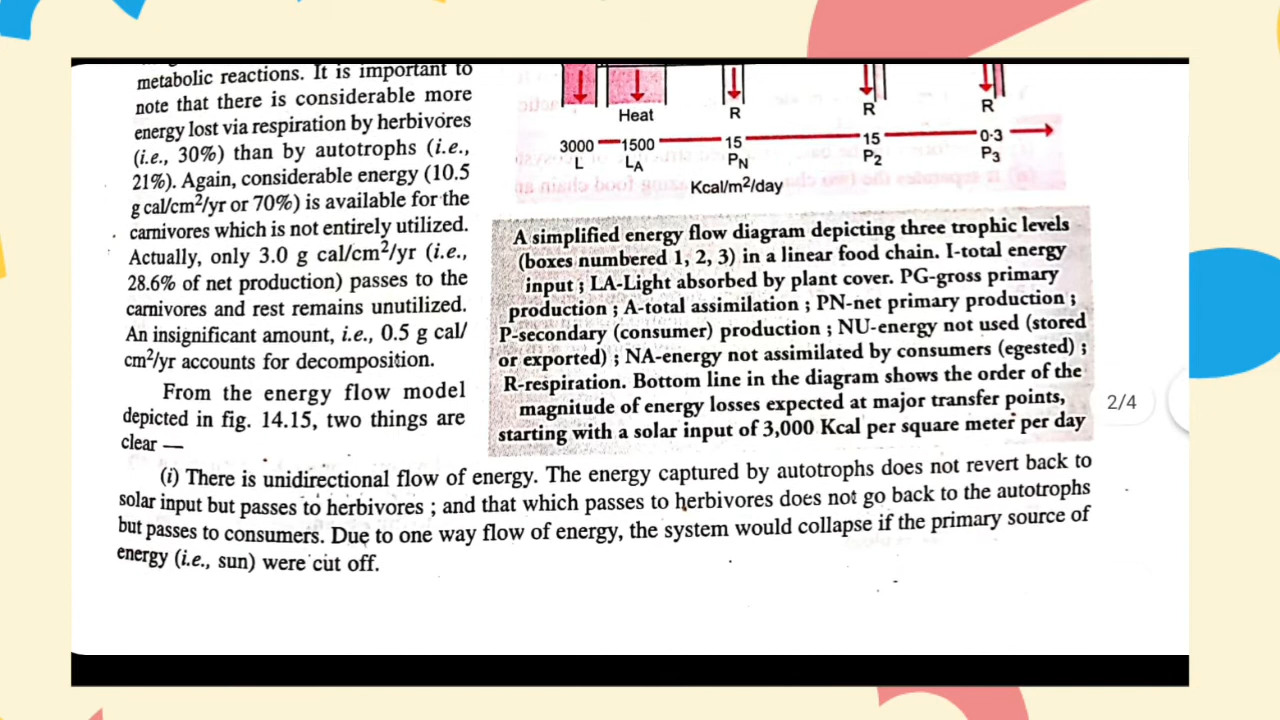 metabolic reactions. It is important to
note that there is considerable more
energy lost via respiration by herbivores
(i.e., 30%) than by autotrophs (i.e.,
21%). Again, considerable energy (10.5
g cal/cm²/yr or 70%) is available for the
carnivores which is not entirely utilized.
Actually, only 3.0 g cal/cm²/yr (i.e.,
28.6% of net production) passes to the
carnivores and rest remains unutilized.
An insignificant amount, i.e., 0.5 g cal/
cm²/yr accounts for decomposition.
From the energy flow model
depicted in fig. 14.15, two things are
clear —
Heat R R R
3000 1500 15 15 0·3
L LA PN P2 P3
Kcal/m²/day
A simplified energy flow diagram depicting three trophic levels
(boxes numbered 1, 2, 3) in a linear food chain. I-total energy
input ; LA-Light absorbed by plant cover. PG-gross primary
production ; A-total assimilation ; PN-net primary production ;
P-secondary (consumer) production ; NU-energy not used (stored
or exported) ; NA-energy not assimilated by consumers (egested) ;
R-respiration. Bottom line in the diagram shows the order of the
magnitude of energy losses expected at major transfer points,
starting with a solar input of 3,000 Kcal per square meter per day
2/4
(i) There is unidirectional flow of energy. The energy captured by autotrophs does not revert back to
solar input but passes to herbivores ; and that which passes to herbivores does not go back to the autotrophs
but passes to consumers. Due to one way flow of energy, the system would collapse if the primary source of
energy (i.e., sun) were cut off.